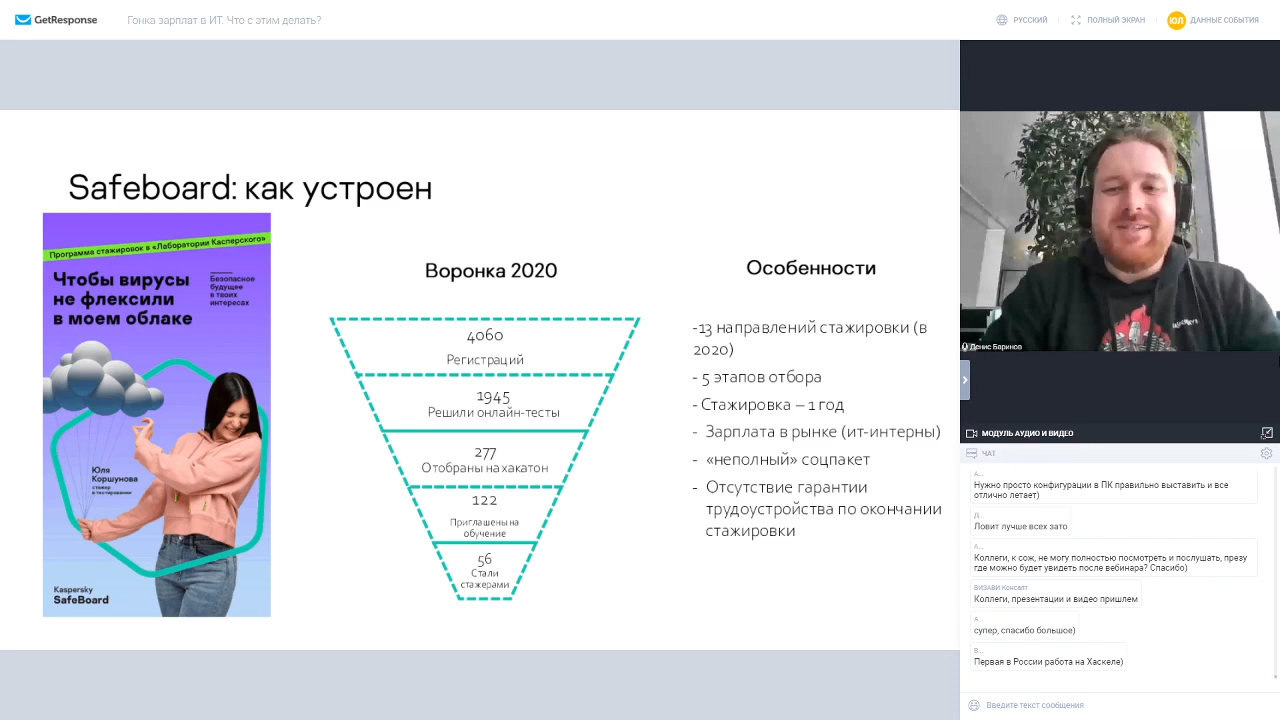 GetResponse
Гонка зарплат в ИТ. Что с этим делать?
РУССКИЙ
ПОЛНЫЙ ЭКРАН
ЮЛ
ДАННЫЕ СОБЫТИЯ
Safeboard: как устроен
Программа стажировок в «Лаборатории Касперского»
Чтобы вирусы
не флексили
в моем облаке
Безопасное
будущее
в твоих
интересах
Юля
Коршунова
стажер
в тестировании
Kaspersky
SafeBoard
Воронка 2020
4060
Регистраций
1945
Решили онлайн-тесты
277
Отобраны на хакатон
122
Приглашены на
обучение
56
Стали
стажерами
Особенности
-13 направлений стажировки (в
2020)
- 5 этапов отбора
- Стажировка – 1 год
- Зарплата в рынке (ит-интерны)
- «неполный» соцпакет
- Отсутствие гарантии
трудоустройства по окончании
стажировки
Денис Баринов
МОДУЛЬ АУДИО И ВИДЕО
ЧАТ
А...
Нужно просто конфигурации в ПК правильно выставить и все
отлично летает)
Д...
Ловит лучше всех зато
А...
Коллеги, к сож, не могу полностью посмотреть и послушать, презу
где можно будет увидеть после вебинара? Спасибо)
ВИЗАВИ Консалт
Коллеги, презентации и видео пришлем
А...
супер, спасибо большое)
В...
Первая в России работа на Хаскеле)
Введите текст сообщения